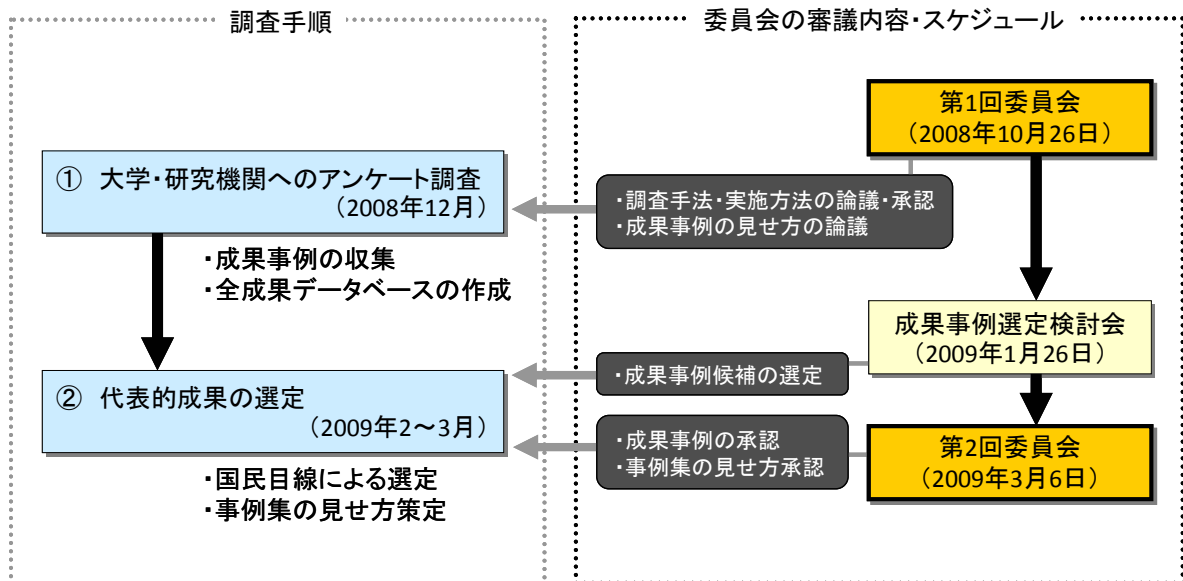 調査手順
① 大学・研究機関へのアンケート調査
(2008年12月)
・成果事例の収集
・全成果データベースの作成
② 代表的成果の選定
(2009年2~3月)
・国民目線による選定
・事例集の見せ方策定
委員会の審議内容・スケジュール
第1回委員会
(2008年10月26日)
・調査手法・実施方法の論議・承認
・成果事例の見せ方の論議
成果事例選定検討会
(2009年1月26日)
・成果事例候補の選定
・成果事例の承認
・事例集の見せ方承認
第2回委員会
(2009年3月6日)